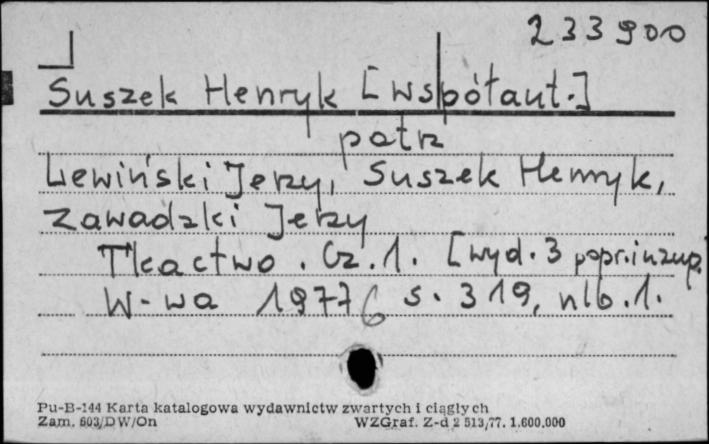 233900
Suszek Henryk [współaut.]
patrz
Lewiński Jerzy, Suszek Henryk,
Zawadzki Jerzy
Tkactwo. Cz. 1. [wyd. 3 popr. i uzup.
W-wa 1977 6 s. 319, nlb. 1.
Pu-B-144 Karta katalogowa wydawnictw zwartych i ciągłych
Zam. 603/DW/On WZGraf. Z-d 2 513/77. 1.600.000